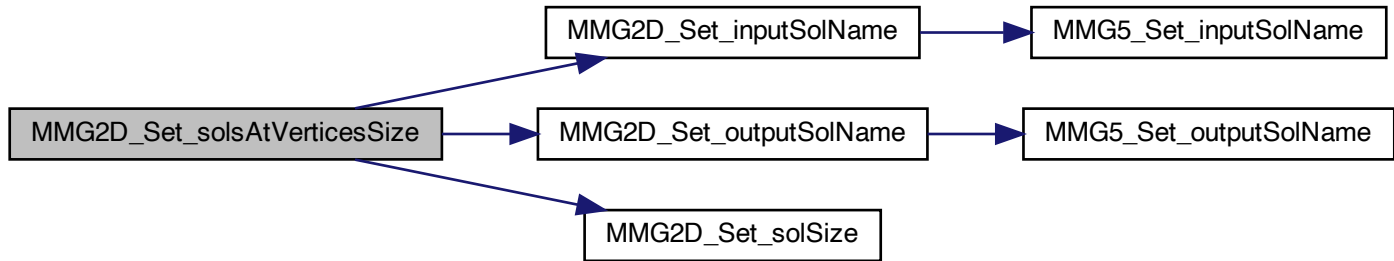 MMG2D_Set_inputSolName
MMG5_Set_inputSolName
MMG2D_Set_solsAtVerticesSize
MMG2D_Set_outputSolName
MMG5_Set_outputSolName
MMG2D_Set_solSize